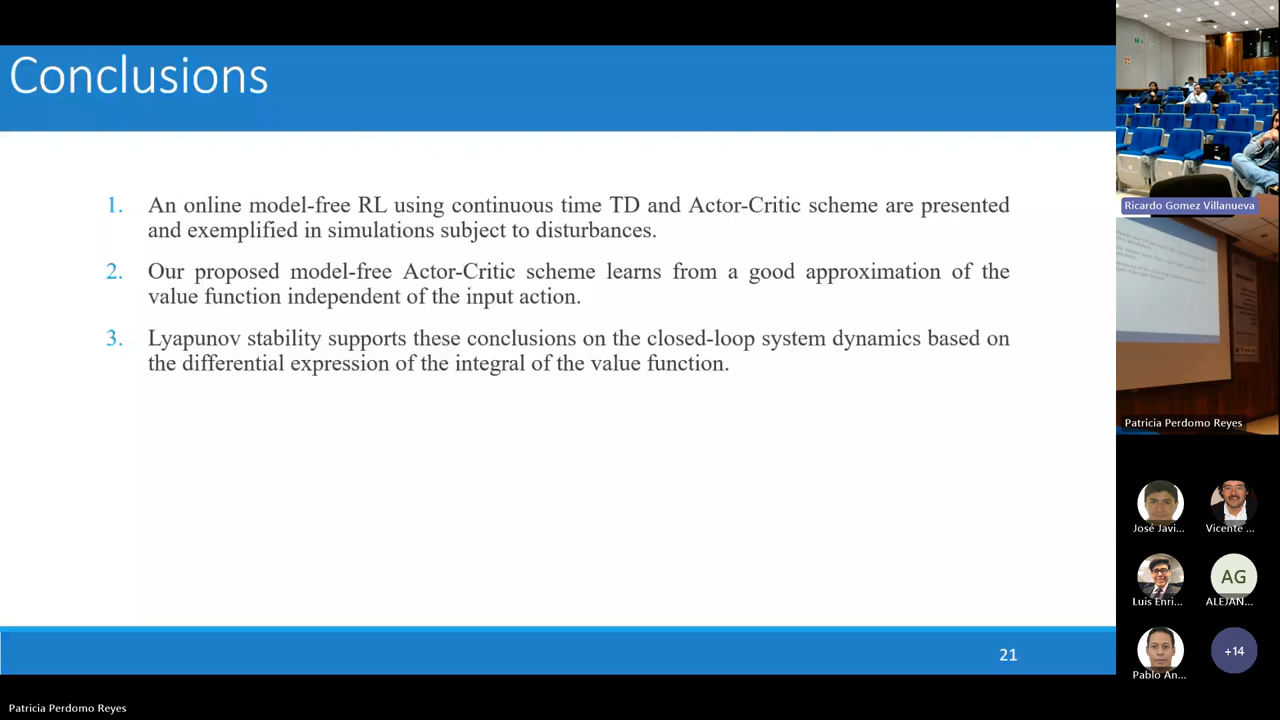 Conclusions
1. An online model-free RL using continuous time TD and Actor-Critic scheme are presented
and exemplified in simulations subject to disturbances.
2. Our proposed model-free Actor-Critic scheme learns from a good approximation of the
value function independent of the input action.
3. Lyapunov stability supports these conclusions on the closed-loop system dynamics based on
the differential expression of the integral of the value function.
21
Ricardo Gomez Villanueva
Patricia Perdomo Reyes
José Javi...
Vicente ...
Luis Enri...
AG
ALEJAN...
Pablo An...
+14
Patricia Perdomo Reyes